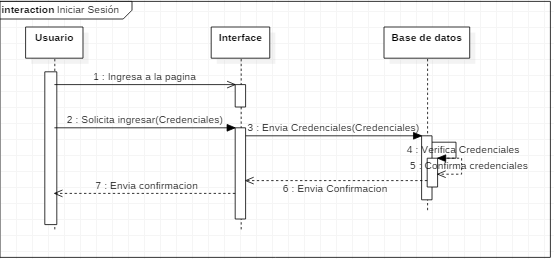 interaction Iniciar Sesión
Usuario
Interface
Base de datos
1 : Ingresa a la pagina
2 : Solicita ingresar(Credenciales)
3 : Envia Credenciales(Credenciales)
4 : Verifica Credenciales
5 : Confirma credenciales
6 : Envia Confirmacion
7 : Envia confirmacion